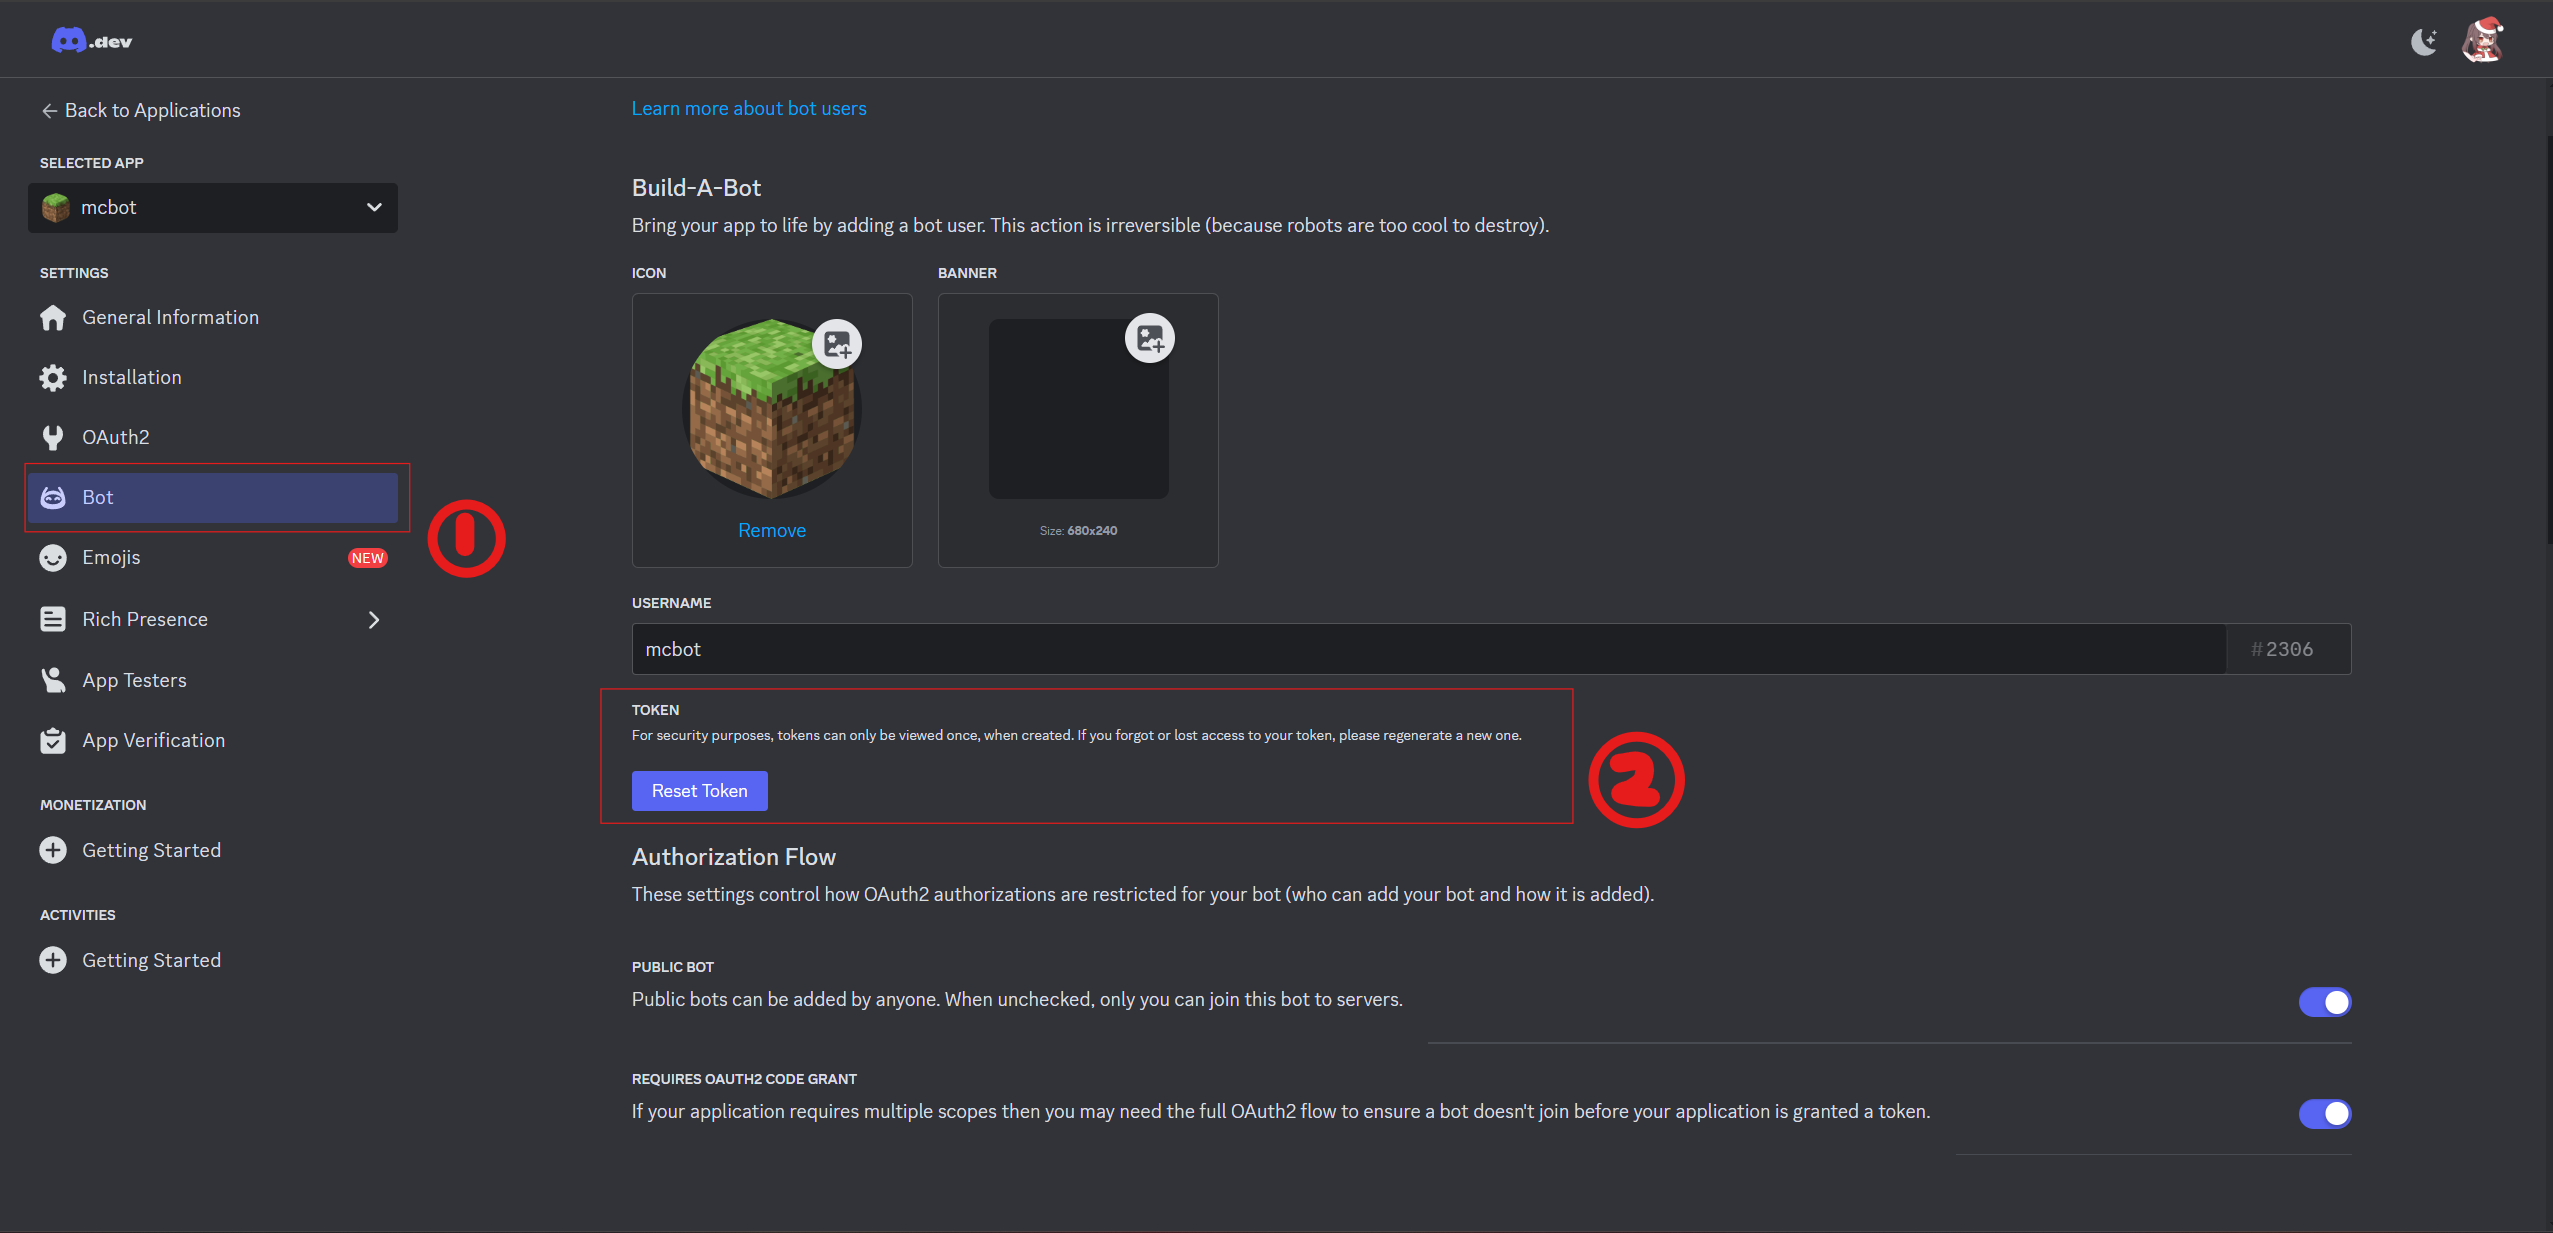 .dev
Back to Applications
SELECTED APP
mcbot
SETTINGS
General Information
Installation
OAuth2
Bot
1
Emojis
NEW
Rich Presence
App Testers
App Verification
MONETIZATION
Getting Started
ACTIVITIES
Getting Started
Learn more about bot users
Build-A-Bot
Bring your app to life by adding a bot user. This action is irreversible (because robots are too cool to destroy).
ICON
BANNER
Remove
Size: 680x240
USERNAME
mcbot
#2306
TOKEN
For security purposes, tokens can only be viewed once, when created. If you forgot or lost access to your token, please regenerate a new one.
Reset Token
2
Authorization Flow
These settings control how OAuth2 authorizations are restricted for your bot (who can add your bot and how it is added).
PUBLIC BOT
Public bots can be added by anyone. When unchecked, only you can join this bot to servers.
REQUIRES OAUTH2 CODE GRANT
If your application requires multiple scopes then you may need the full OAuth2 flow to ensure a bot doesn't join before your application is granted a token.